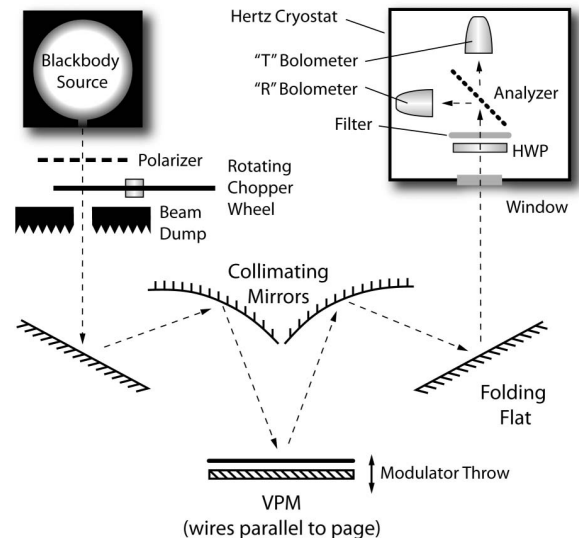 Blackbody
Source
Polarizer
Rotating
Chopper
Wheel
Beam
Dump
Hertz Cryostat
“T” Bolometer
“R” Bolometer
Analyzer
Filter
HWP
Window
Collimating
Mirrors
Folding
Flat
Modulator Throw
VPM
(wires parallel to page)